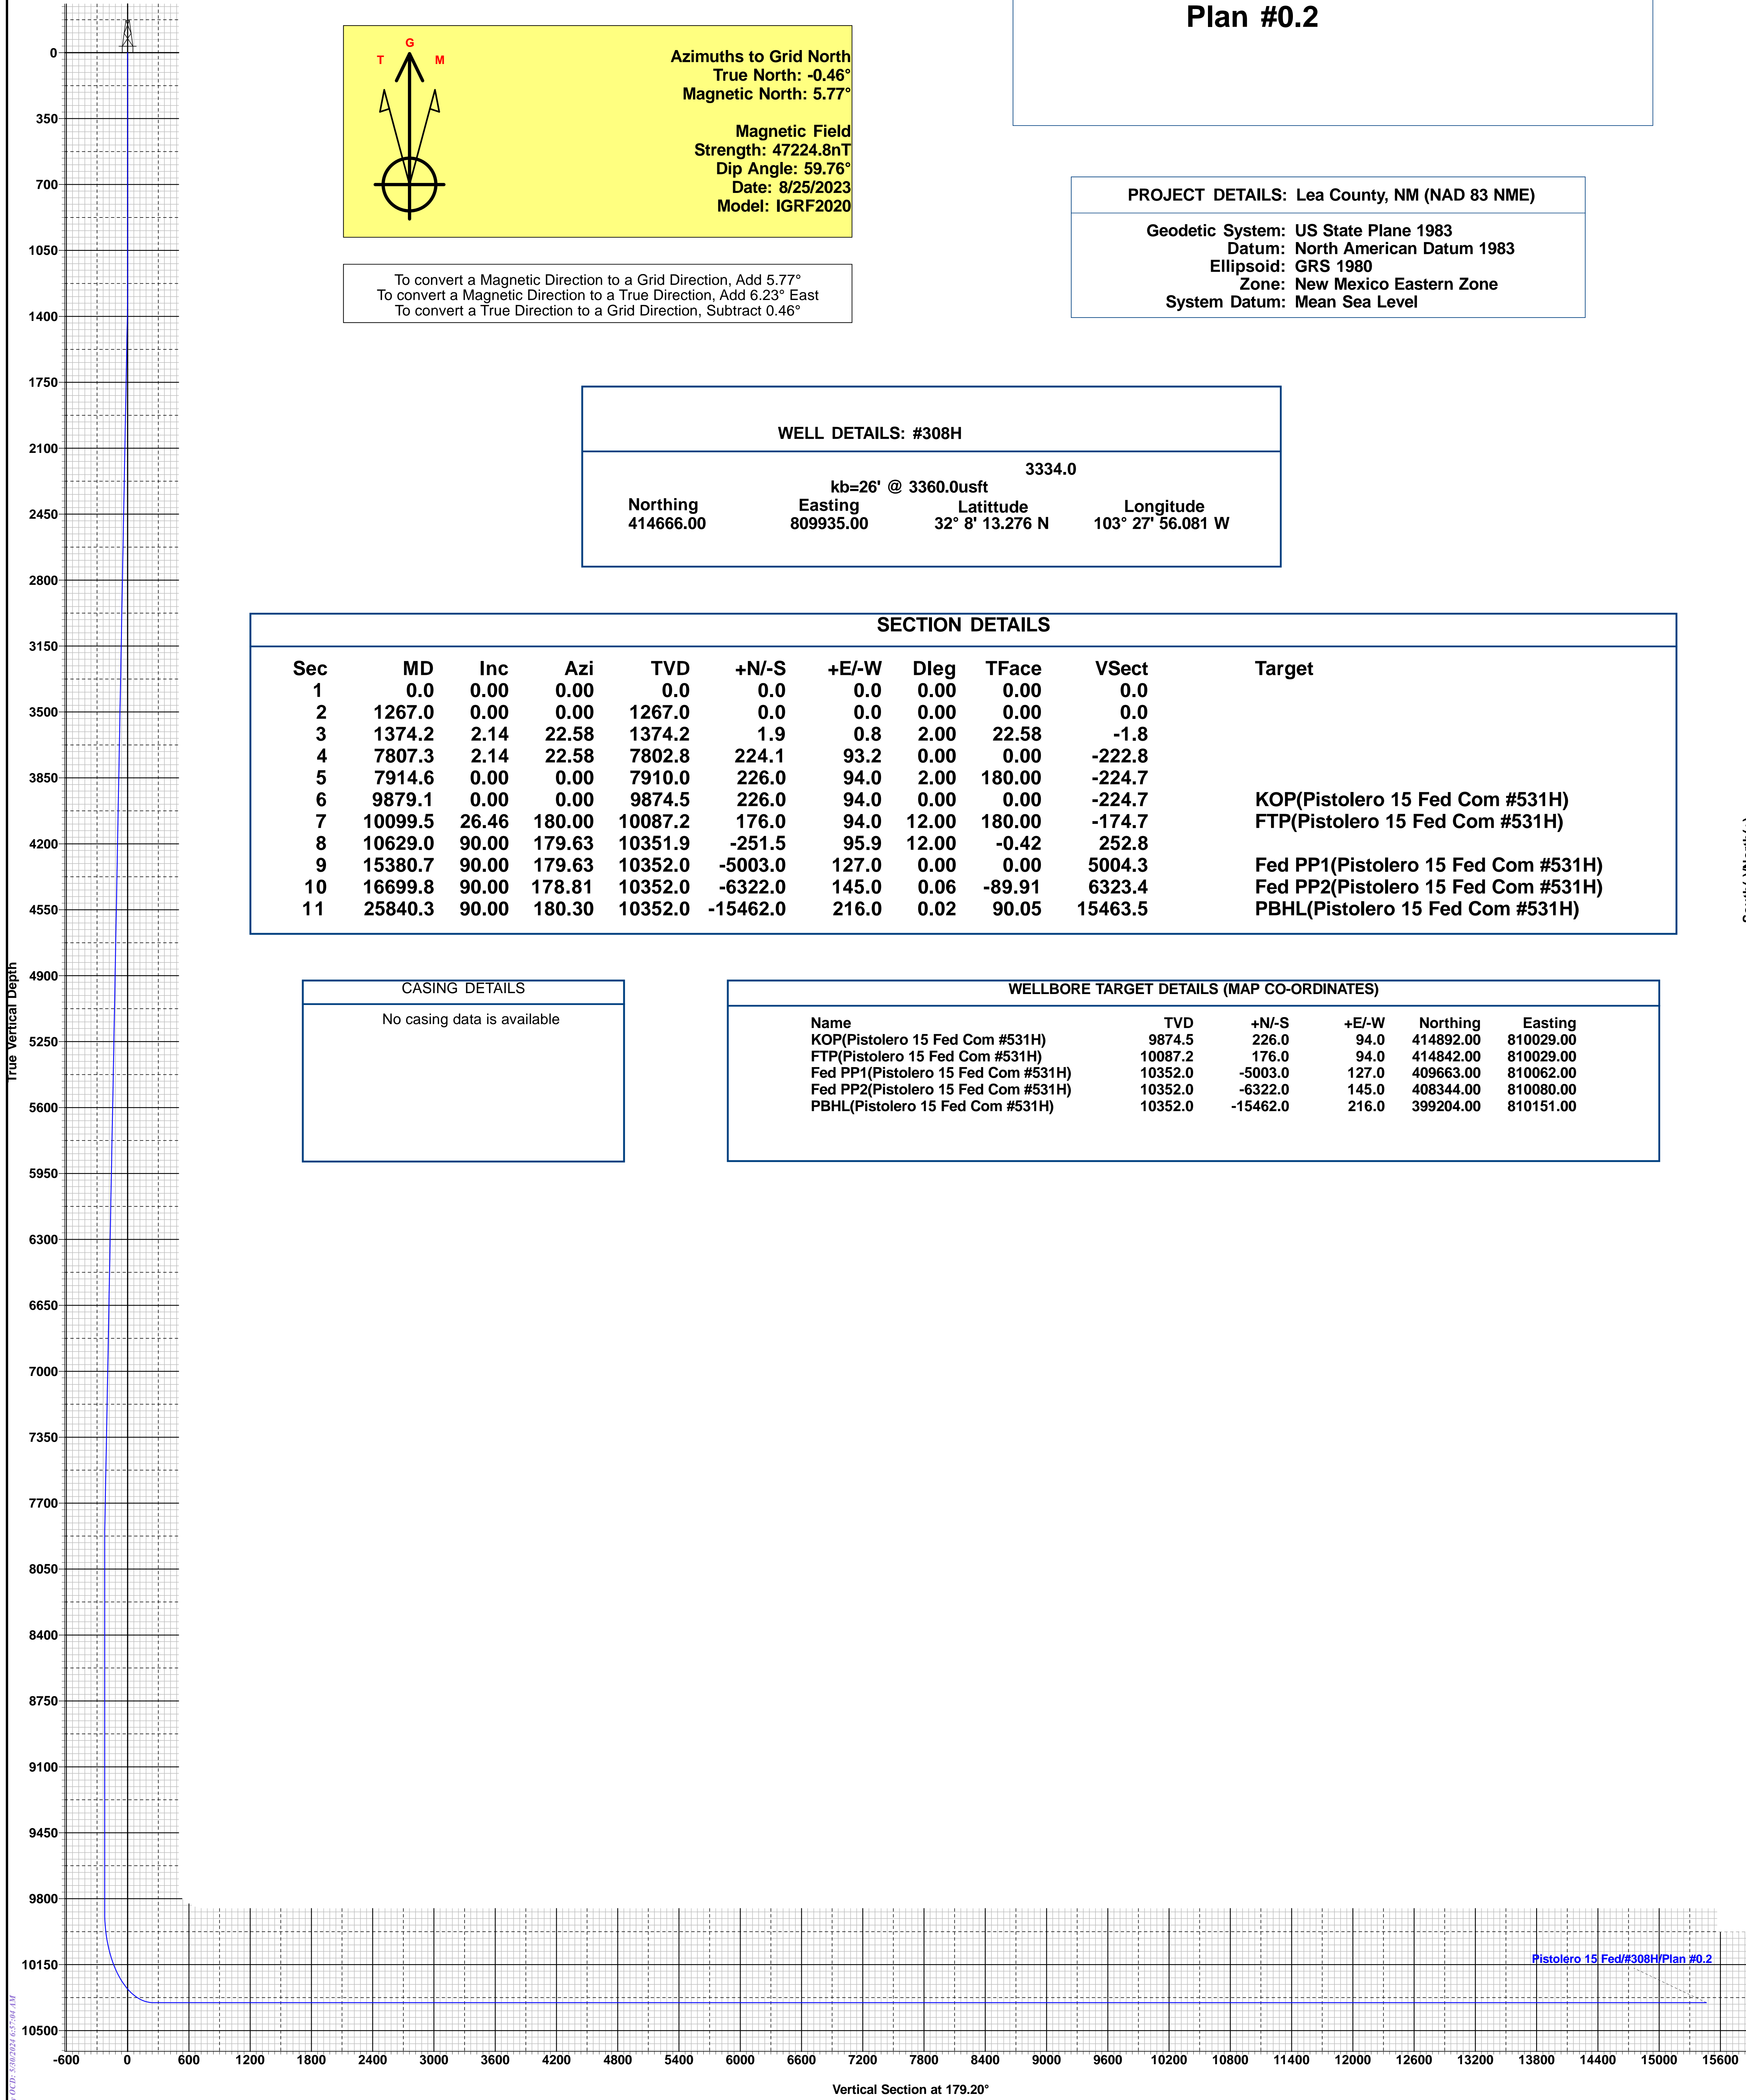 Plan #0.2
G
T M
Azimuths to Grid North
True North: -0.46°
Magnetic North: 5.77°
Magnetic Field
Strength: 47224.8nT
Dip Angle: 59.76°
Date: 8/25/2023
Model: IGRF2020
To convert a Magnetic Direction to a Grid Direction, Add 5.77°
To convert a Magnetic Direction to a True Direction, Add 6.23° East
To convert a True Direction to a Grid Direction, Subtract 0.46°
PROJECT DETAILS: Lea County, NM (NAD 83 NME)
Geodetic System: US State Plane 1983
Datum: North American Datum 1983
Ellipsoid: GRS 1980
Zone: New Mexico Eastern Zone
System Datum: Mean Sea Level
WELL DETAILS: #308H
3334.0
kb=26' @ 3360.0usft
Northing Easting Latittude Longitude
414666.00 809935.00 32° 8' 13.276 N 103° 27' 56.081 W
SECTION DETAILS
Sec MD Inc Azi TVD +N/-S +E/-W Dleg TFace VSect Target
1 0.0 0.00 0.00 0.0 0.0 0.0 0.00 0.00 0.0
2 1267.0 0.00 0.00 1267.0 0.0 0.0 0.00 0.00 0.0
3 1374.2 2.14 22.58 1374.2 1.9 0.8 2.00 22.58 -1.8
4 7807.3 2.14 22.58 7802.8 224.1 93.2 0.00 0.00 -222.8
5 7914.6 0.00 0.00 7910.0 226.0 94.0 2.00 180.00 -224.7
6 9879.1 0.00 0.00 9874.5 226.0 94.0 0.00 0.00 -224.7 KOP(Pistolero 15 Fed Com #531H)
7 10099.5 26.46 180.00 10087.2 176.0 94.0 12.00 180.00 -174.7 FTP(Pistolero 15 Fed Com #531H)
8 10629.0 90.00 179.63 10351.9 -251.5 95.9 12.00 -0.42 252.8
9 15380.7 90.00 179.63 10352.0 -5003.0 127.0 0.00 0.00 5004.3 Fed PP1(Pistolero 15 Fed Com #531H)
10 16699.8 90.00 178.81 10352.0 -6322.0 145.0 0.06 -89.91 6323.4 Fed PP2(Pistolero 15 Fed Com #531H)
11 25840.3 90.00 180.30 10352.0 -15462.0 216.0 0.02 90.05 15463.5 PBHL(Pistolero 15 Fed Com #531H)
CASING DETAILS
No casing data is available
WELLBORE TARGET DETAILS (MAP CO-ORDINATES)
Name TVD +N/-S +E/-W Northing Easting
KOP(Pistolero 15 Fed Com #531H) 9874.5 226.0 94.0 414892.00 810029.00
FTP(Pistolero 15 Fed Com #531H) 10087.2 176.0 94.0 414842.00 810029.00
Fed PP1(Pistolero 15 Fed Com #531H) 10352.0 -5003.0 127.0 409663.00 810062.00
Fed PP2(Pistolero 15 Fed Com #531H) 10352.0 -6322.0 145.0 408344.00 810080.00
PBHL(Pistolero 15 Fed Com #531H) 10352.0 -15462.0 216.0 399204.00 810151.00
True Vertical Depth
0
350
700
1050
1400
1750
2100
2450
2800
3150
3500
3850
4200
4550
4900
5250
5600
5950
6300
6650
7000
7350
7700
8050
8400
8750
9100
9450
9800
10150
10500
Pistolero 15 Fed/#308H/Plan #0.2
-600 0 600 1200 1800 2400 3000 3600 4200 4800 5400 6000 6600 7200 7800 8400 9000 9600 10200 10800 11400 12000 12600 13200 13800 14400 15000 15600
Vertical Section at 179.20°
OCD: 5/30/2024 6:57:04 AM